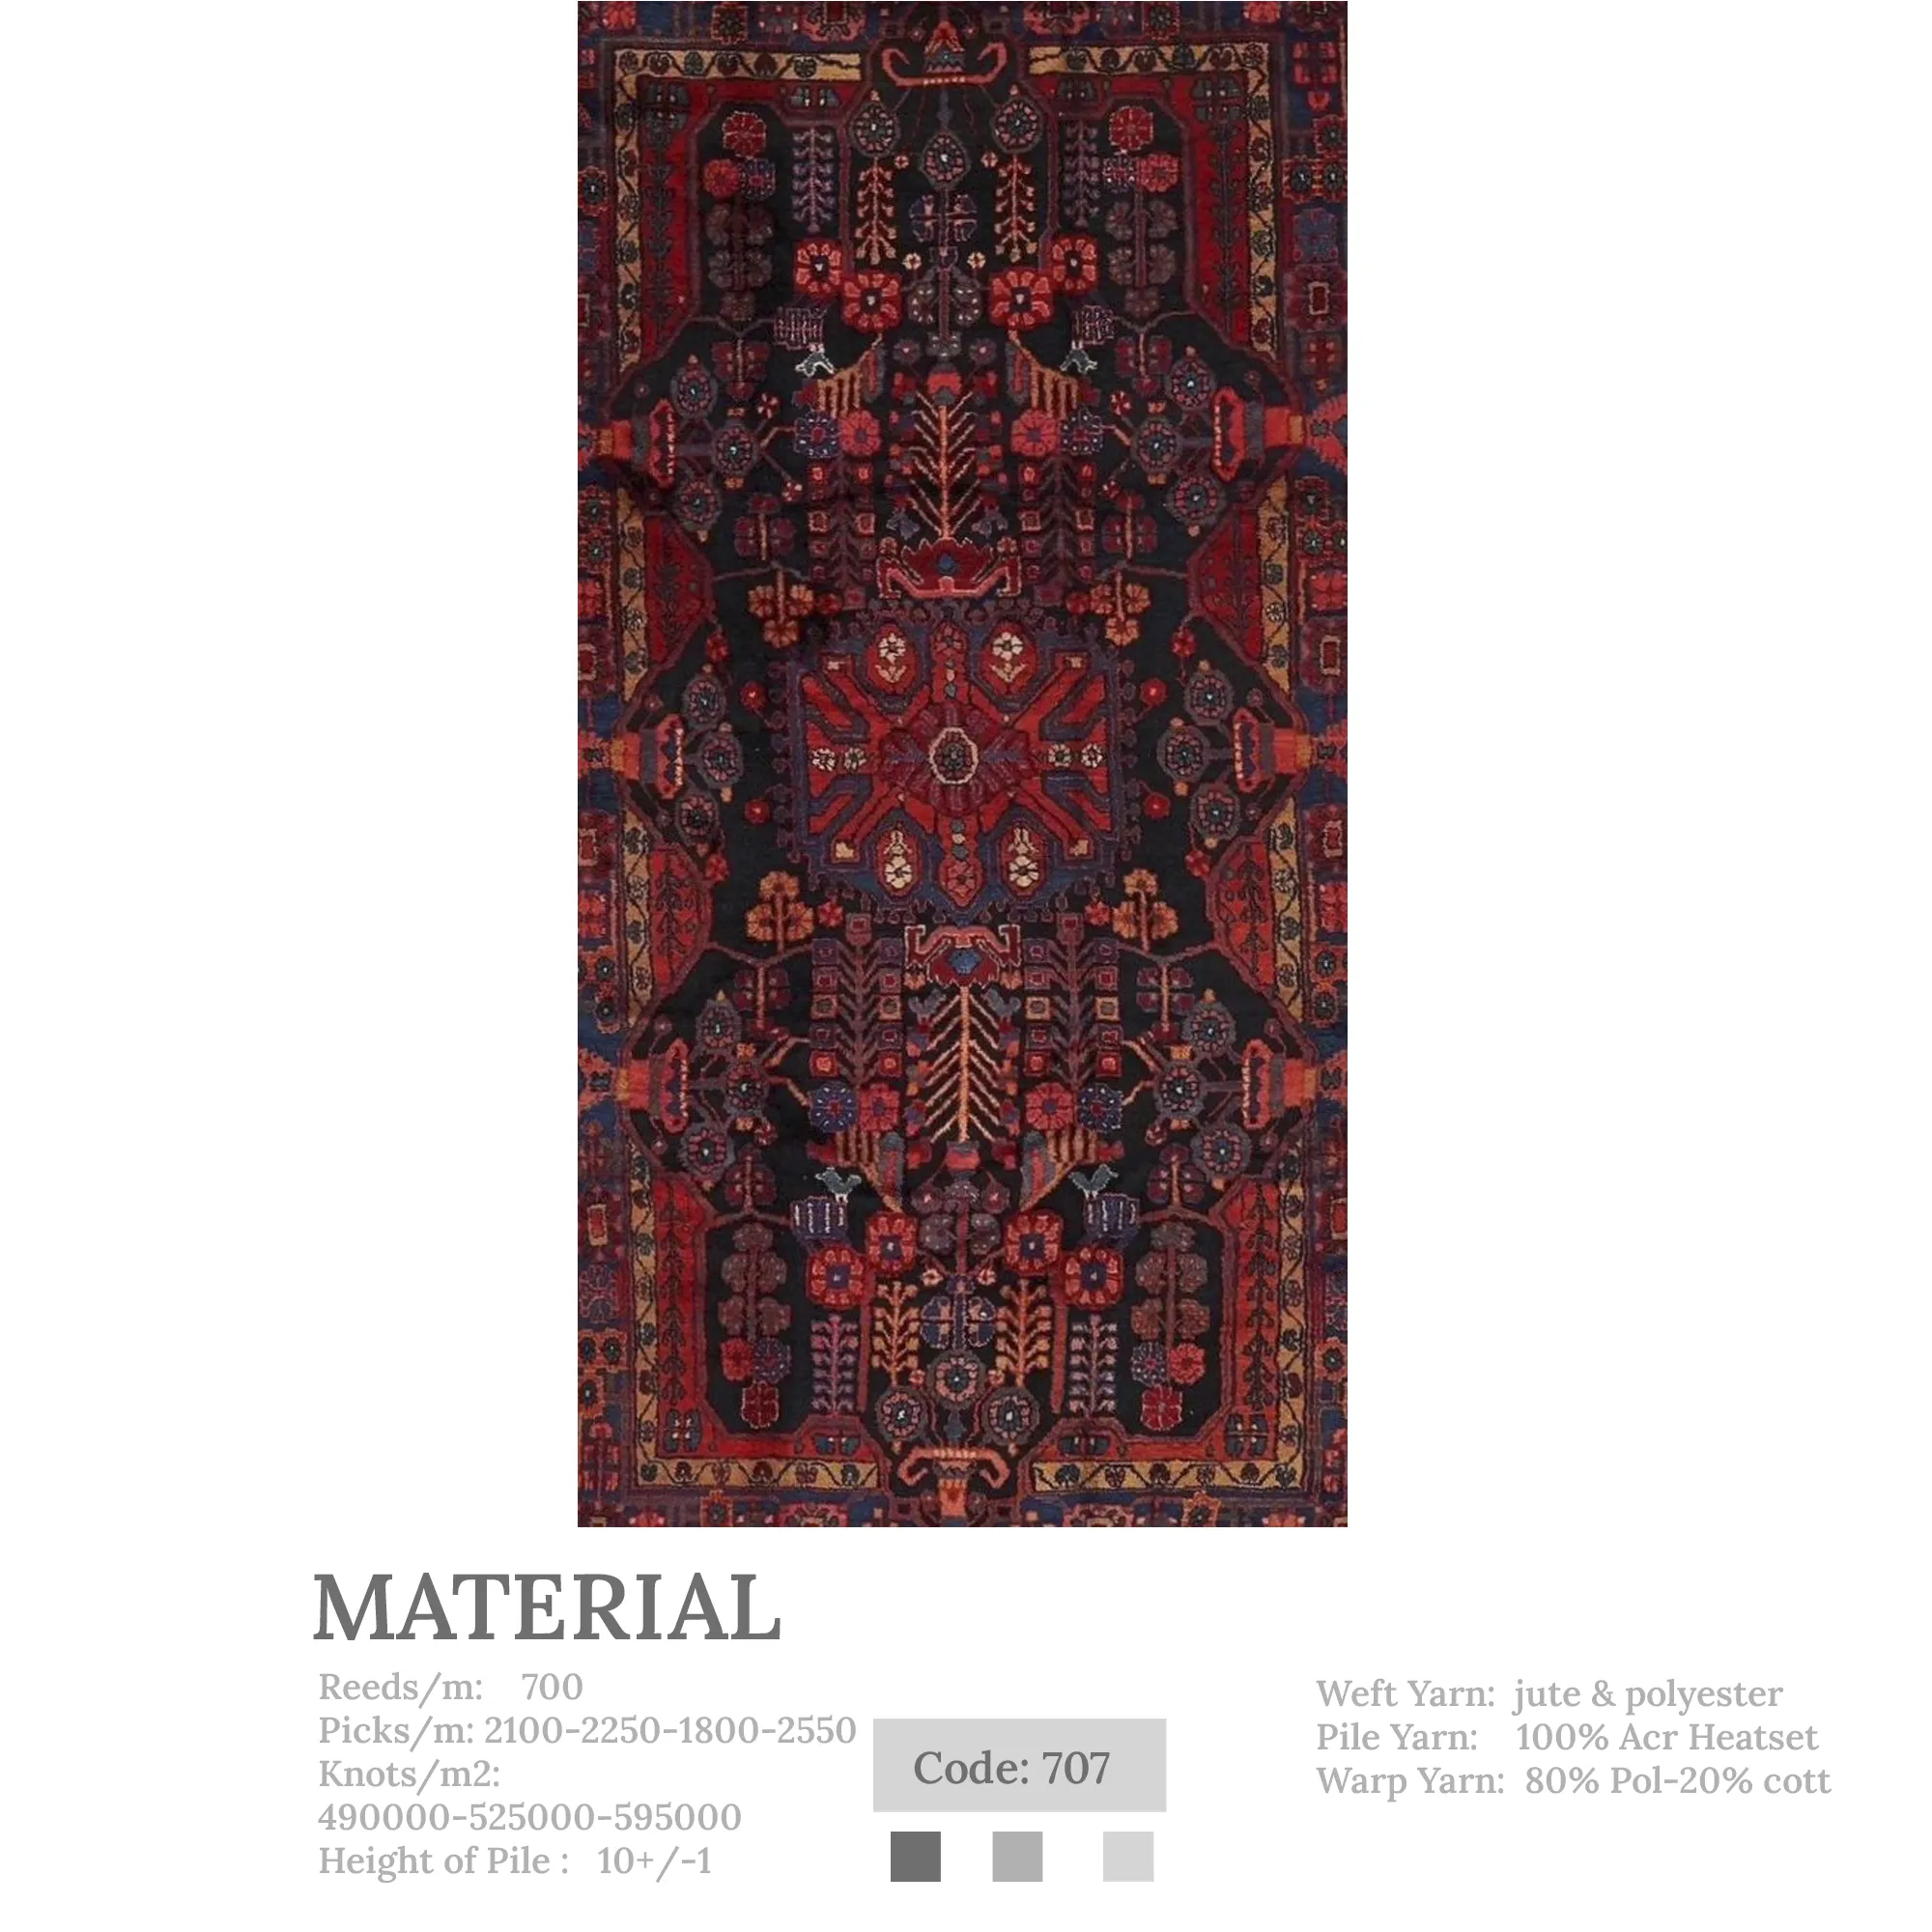 MATERIAL
Reeds/m: 700
Picks/m: 2100-2250-1800-2550
Knots/m2:
490000-525000-595000
Height of Pile : 10+/-1
Code: 707
Weft Yarn: jute & polyester
Pile Yarn: 100% Acr Heatset
Warp Yarn: 80% Pol-20% cott